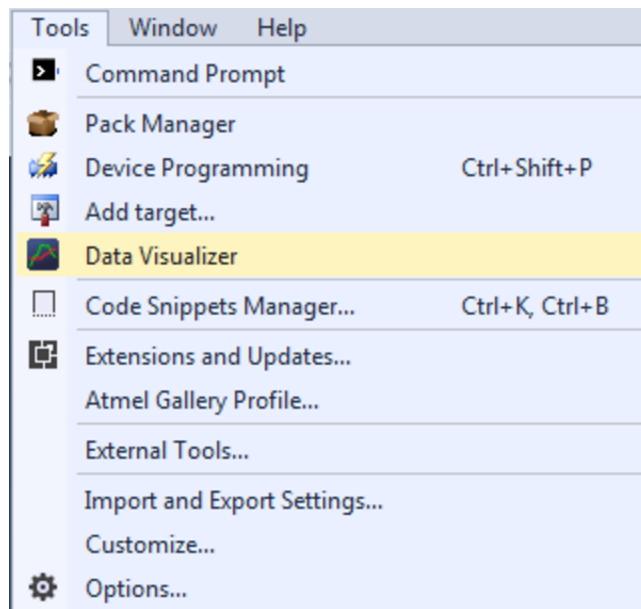 Tools Window Help
Command Prompt
Pack Manager
Device Programming Ctrl+Shift+P
Add target...
Data Visualizer
Code Snippets Manager... Ctrl+K, Ctrl+B
Extensions and Updates...
Atmel Gallery Profile...
External Tools...
Import and Export Settings...
Customize...
Options...